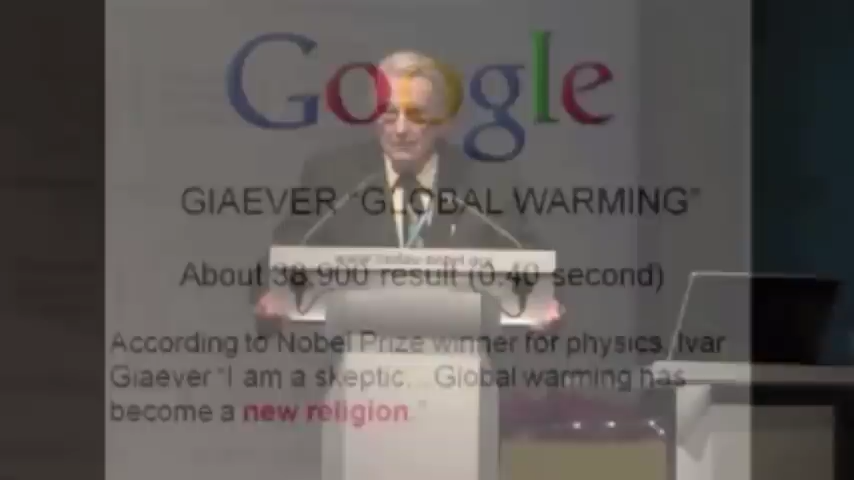 Google
GIAEVER "GLOBAL WARMING"
About 38.900 result (0.40 second)
According to Nobel Prize winner for physics, Ivar
Giaever "I am a skeptic... Global warming has
become a new religion."